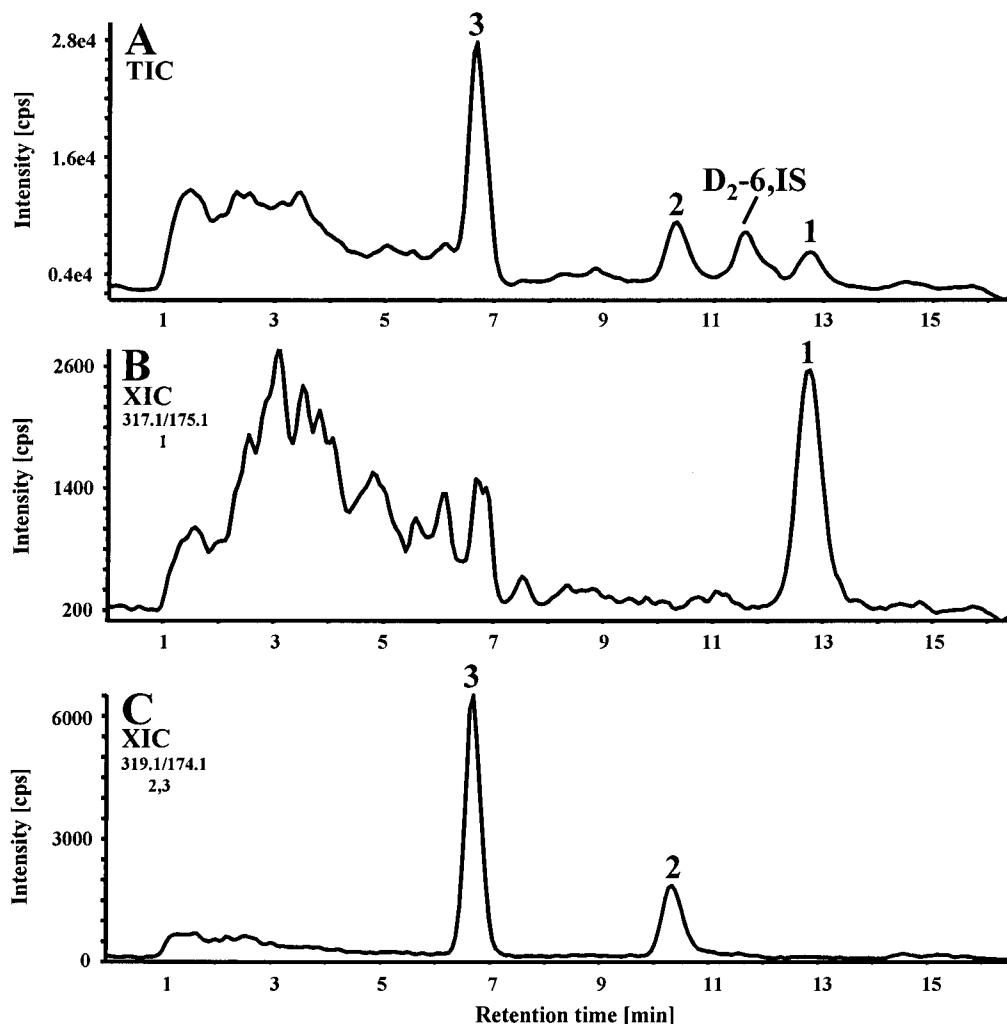 A
TIC
3
2
D₂-6,IS
1
2.8e4
1.6e4
0.4e4
Intensity [cps]
1 3 5 7 9 11 13 15
B
XIC
317.1/175.1
1
1
2600
1400
200
Intensity [cps]
1 3 5 7 9 11 13 15
C
XIC
319.1/174.1
2,3
3
2
6000
3000
0
Intensity [cps]
1 3 5 7 9 11 13 15
Retention time [min]